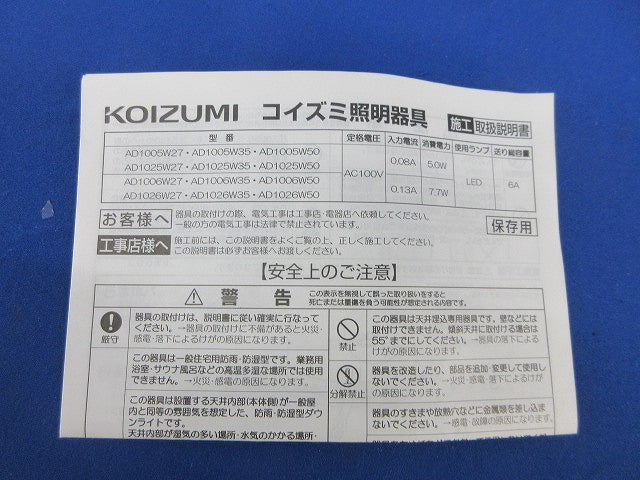 KOIZUMI コイズミ照明器具 施工 取扱説明書
型番 定格電圧 入力電流 消費電力 使用ランプ 送り総容量
AD1005W27・AD1005W35・AD1005W50
AD1025W27・AD1025W35・AD1025W50
AC100V 0.08A 5.0W LED 6A
AD1006W27・AD1006W35・AD1006W50
AD1026W27・AD1026W35・AD1026W50
0.13A 7.7W
お客様へ 器具の取付けの際、電気工事は工事店・電器店へ依頼してください。
一般の方の電気工事は法律で禁止されています。
保存用
工事店様へ 施工前には、この説明書をよくご覧の上、正しく施工してください。
この説明書は必ずお客様へお渡しください。
【安全上のご注意】
警告 この表示を無視して誤った取り扱いをすると
死亡または重傷を負う可能性が想定される内容です。
厳守
器具の取付けは、説明書に従い確実に行なって
ください。→器具の取付けに不備があると火災・
感電・落下によるけがの原因になります。
この器具は一般住宅用防雨・防湿型です。業務用
浴室・サウナ風呂などの高温多湿な場所では使用
できません。→火災・感電の原因になります。
この器具は設置する天井内部(本体側)が一般屋
内と同等の雰囲気を想定した、防雨・防湿型ダウ
ンライトです。
天井内部が湿気の多い場所・水気のかかる場所・
禁止
この器具は天井埋込専用器具です。壁などには
取付けできません。傾斜天井に取付ける場合は
55°までにしてください。→器具の落下による
けがの原因になります。
分解禁止
器具を改造したり、部品を追加・変更して使用し
ないでください。→火災・感電・落下によるけが
の原因になります。
器具のすきまや放熱穴などに金属類を差し込ま
ないでください。→感電・故障の原因になります。